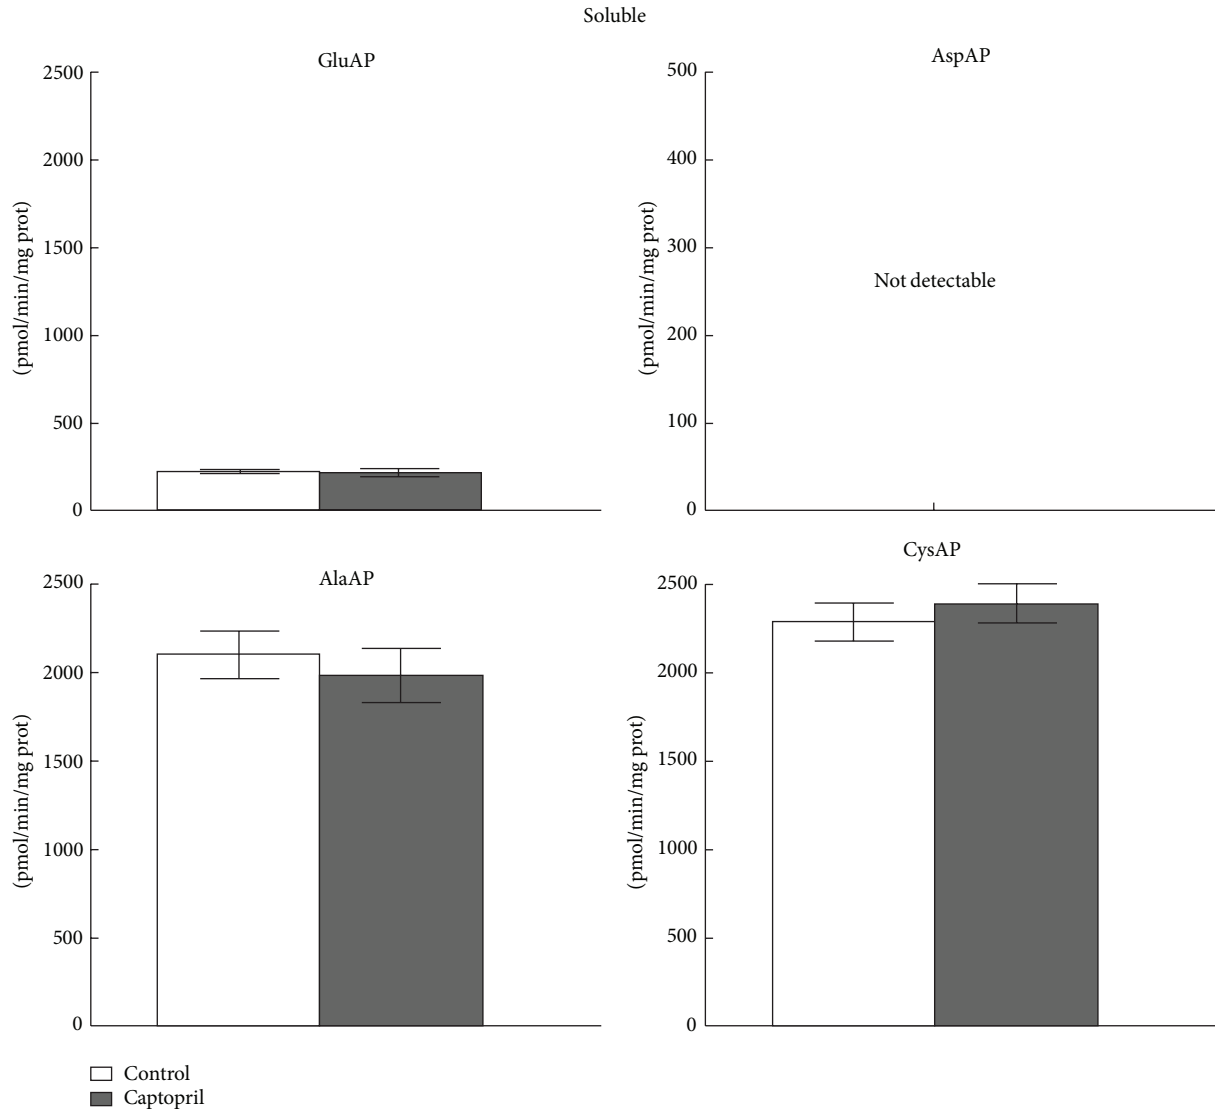 Soluble
GluAP
2500
2000
1500
1000
500
0
(pmol/min/mg prot)
AspAP
500
400
300
200
100
0
(pmol/min/mg prot)
Not detectable
AlaAP
2500
2000
1500
1000
500
0
(pmol/min/mg prot)
CysAP
2500
2000
1500
1000
500
0
(pmol/min/mg prot)
Control
Captopril